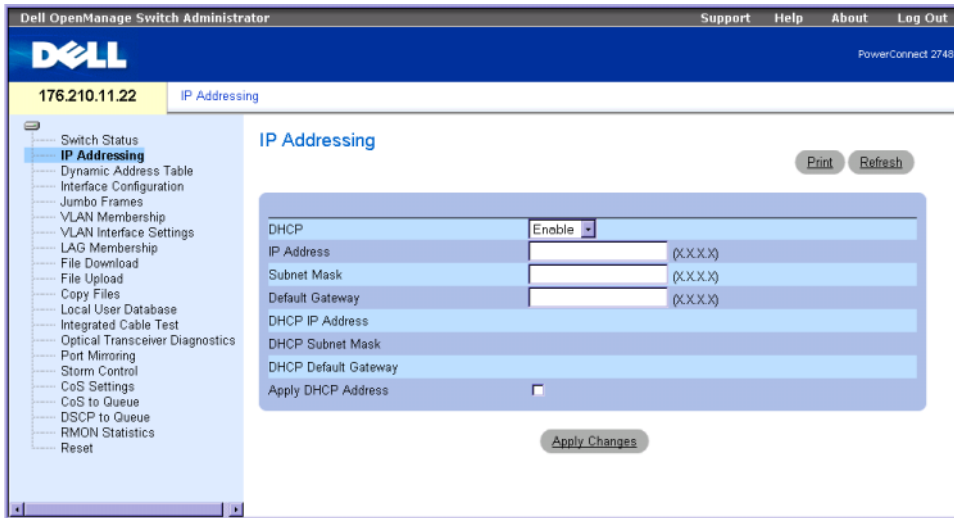 Dell OpenManage Switch Administrator Support Help About Log Out
DELL
PowerConnect 2748
176.210.11.22 IP Addressing
Switch Status
IP Addressing
Dynamic Address Table
Interface Configuration
Jumbo Frames
VLAN Membership
VLAN Interface Settings
LAG Membership
File Download
File Upload
Copy Files
Local User Database
Integrated Cable Test
Optical Transceiver Diagnostics
Port Mirroring
Storm Control
CoS Settings
CoS to Queue
DSCP to Queue
RMON Statistics
Reset
IP Addressing
Print Refresh
DHCP Enable
IP Address (X.X.X.X)
Subnet Mask (X.X.X.X)
Default Gateway (X.X.X.X)
DHCP IP Address
DHCP Subnet Mask
DHCP Default Gateway
Apply DHCP Address
Apply Changes